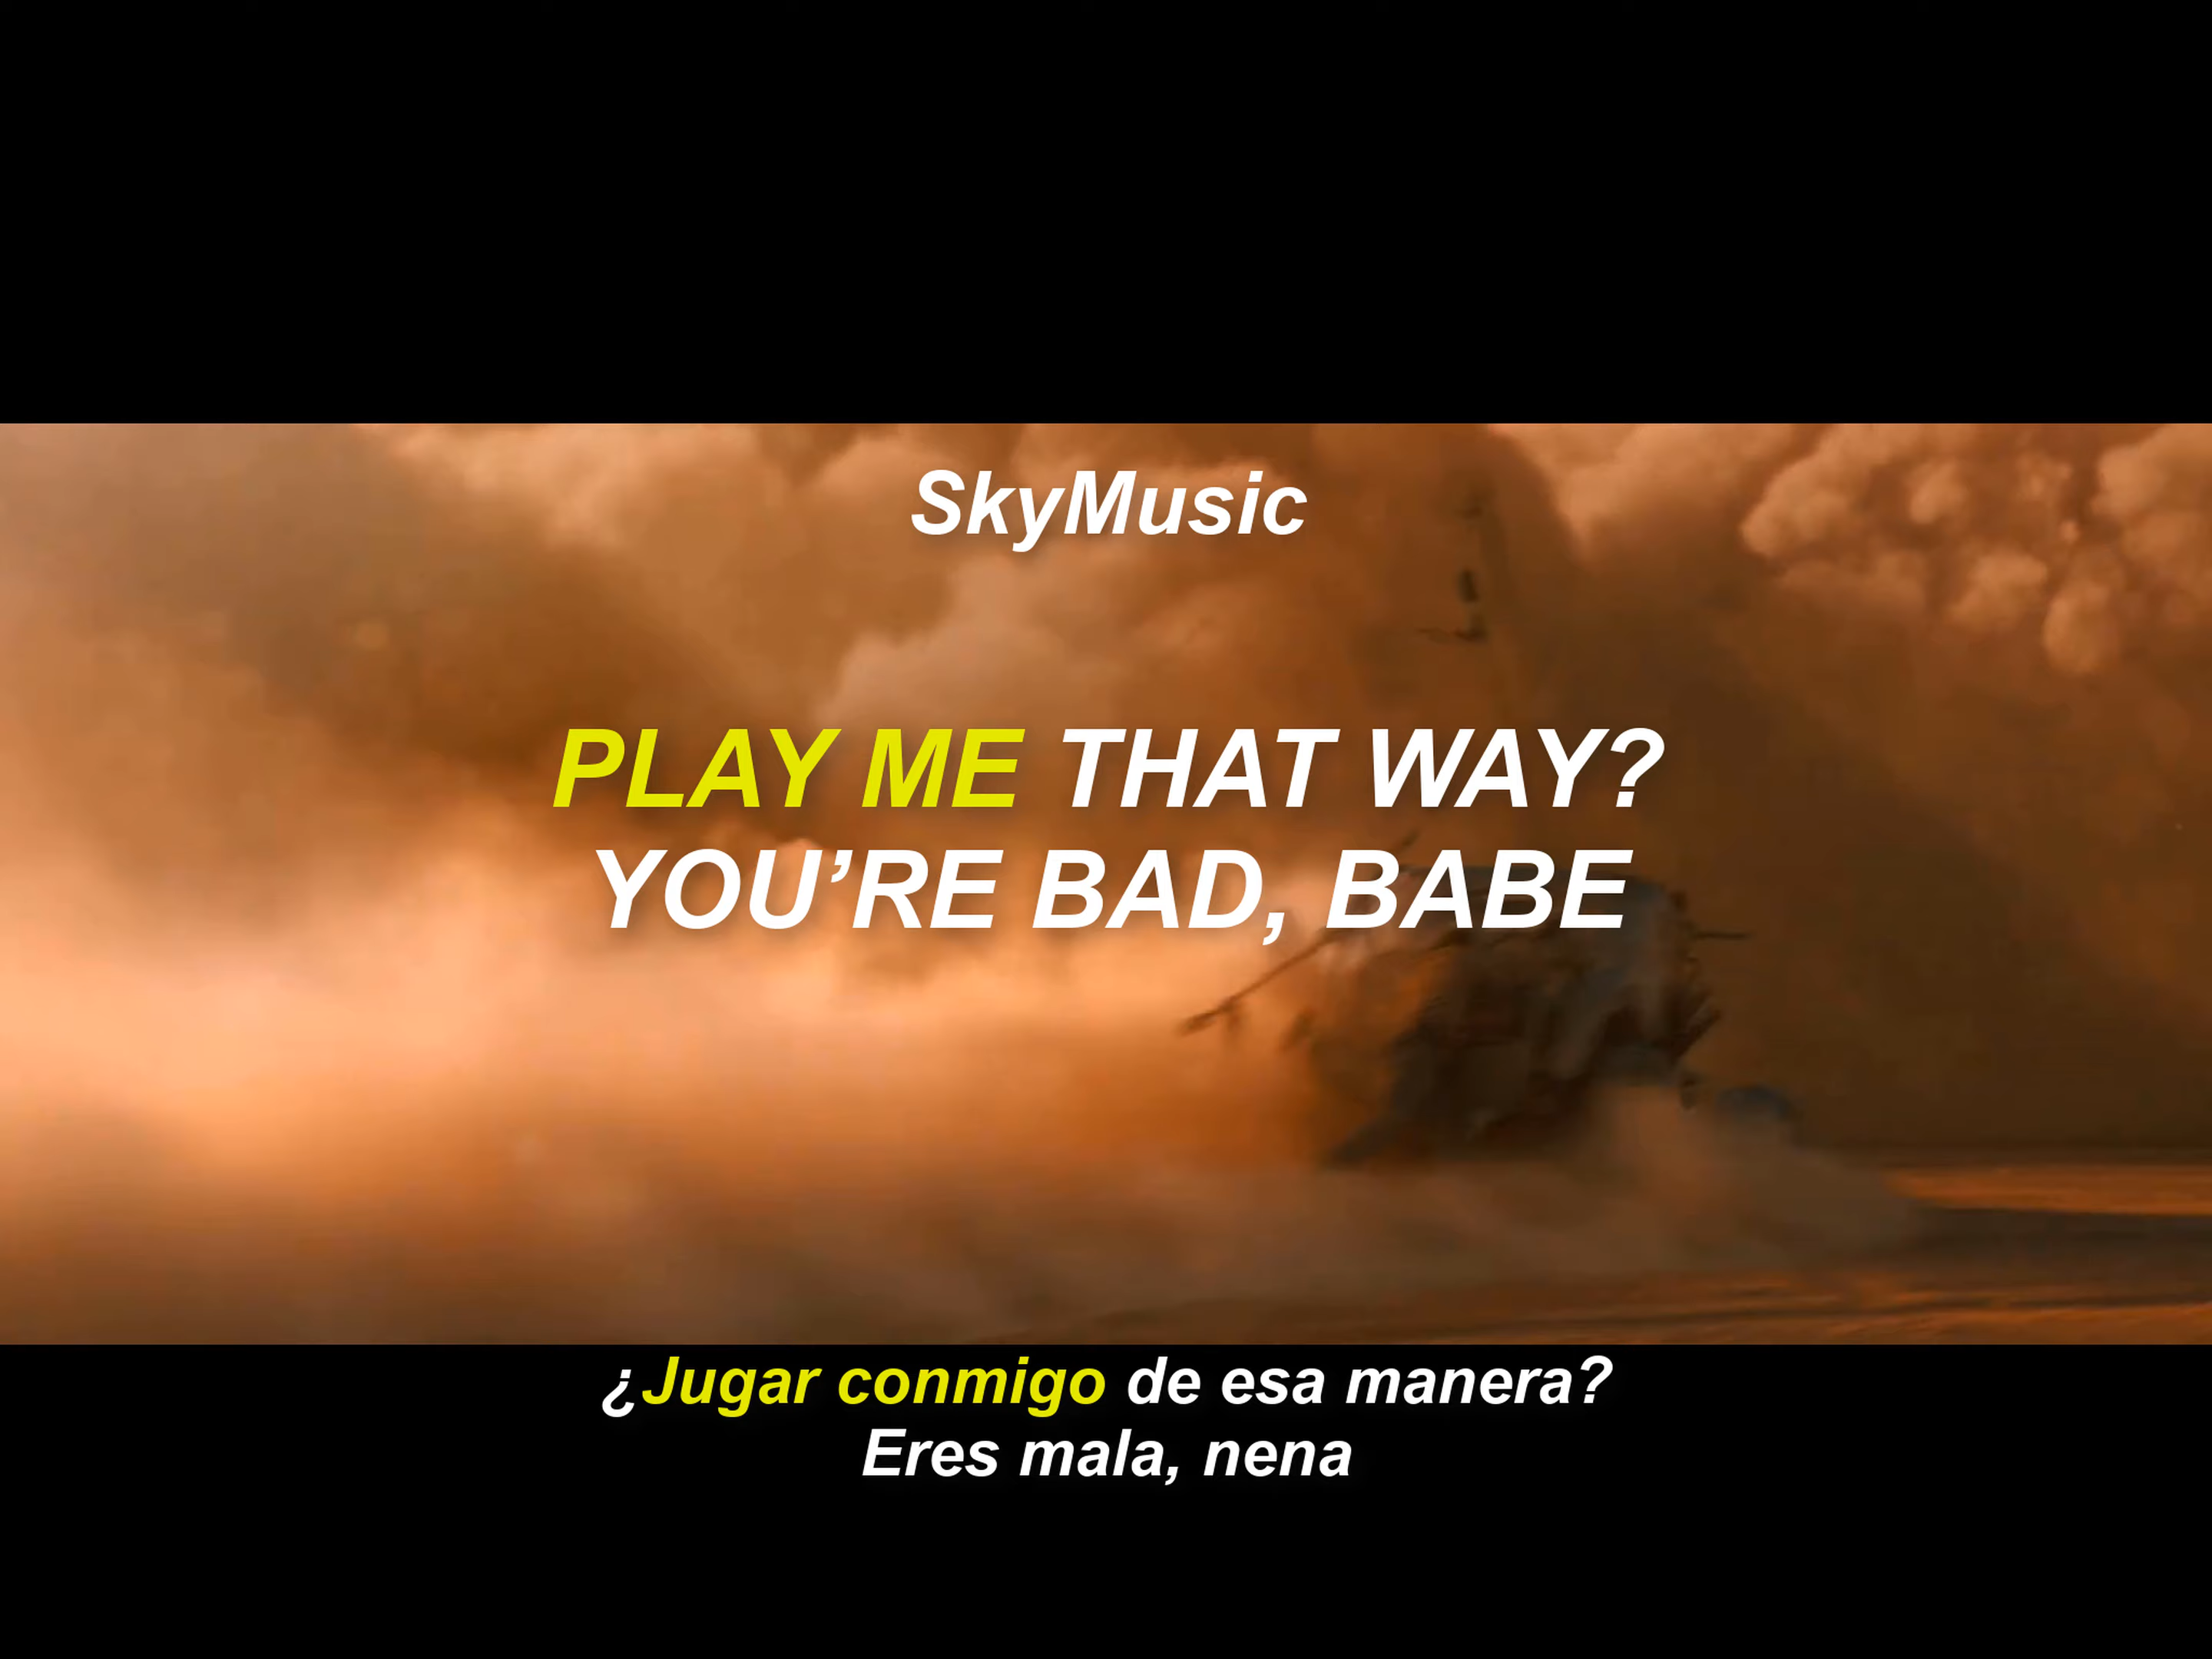 SkyMusic
PLAY ME THAT WAY?
YOU’RE BAD, BABE
¿Jugar conmigo de esa manera?
Eres mala, nena